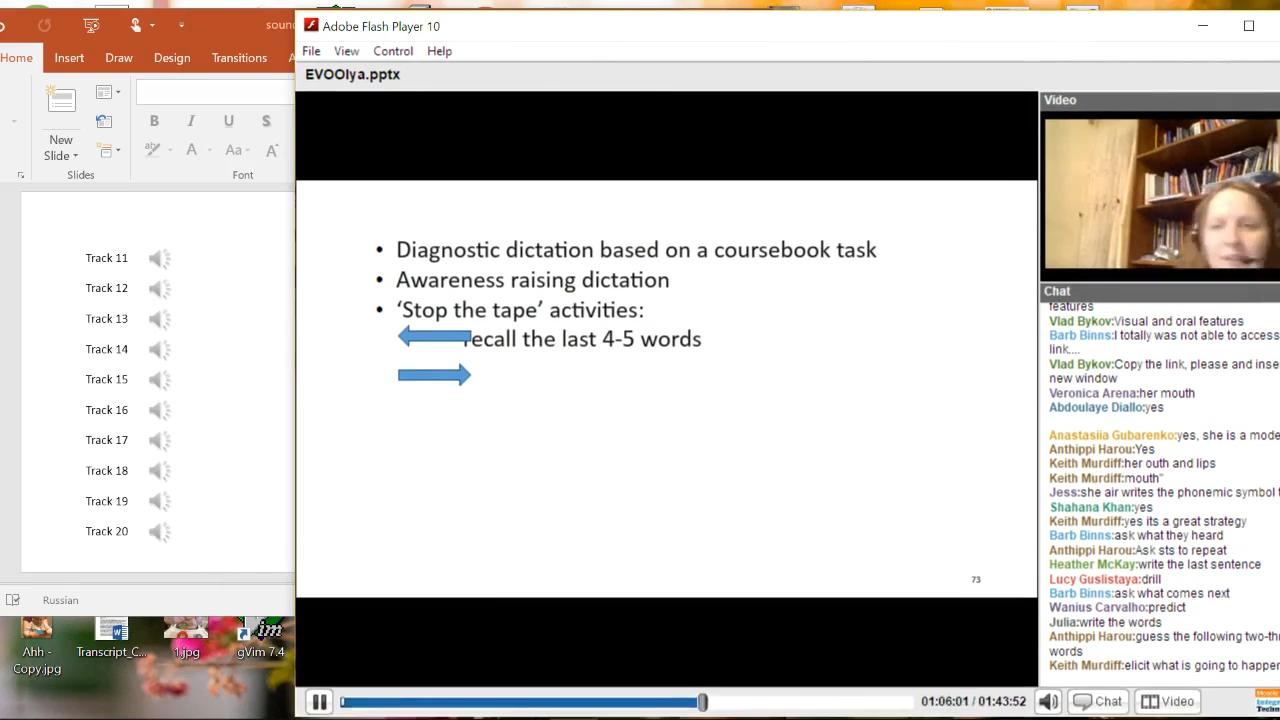 soun
Home Insert Draw Design Transitions A
New
Slide
Slides
B I U S
Aa A
Font
Track 11
Track 12
Track 13
Track 14
Track 15
Track 16
Track 17
Track 18
Track 19
Track 20
Russian
Ahh -
Copy.jpg
Transcript_C...
1.jpg
gVim 7.4
Adobe Flash Player 10
File View Control Help
EVOOlya.pptx
• Diagnostic dictation based on a coursebook task
• Awareness raising dictation
• ‘Stop the tape’ activities:
recall the last 4-5 words
73
Video
Chat
features
Vlad Bykov:Visual and oral features
Barb Binns:I totally was not able to access
link....
Vlad Bykov:Copy the link, please and inse
new window
Veronica Arena:her mouth
Abdoulaye Diallo:yes
Anastasiia Gubarenko:yes, she is a mode
Anthippi Harou:Yes
Keith Murdiff:her outh and lips
Keith Murdiff:mouth"
Jess:she air writes the phonemic symbol t
Shahana Khan:yes
Keith Murdiff:yes its a great strategy
Barb Binns:ask what they heard
Anthippi Harou:Ask sts to repeat
Heather McKay:write the last sentence
Lucy Guslistaya:drill
Barb Binns:ask what comes next
Wanius Carvalho:predict
Julia:write the words
Anthippi Harou:guess the following two-th
words
Keith Murdiff:elicit what is going to happer
01:06:01 / 01:43:52
Chat
Video